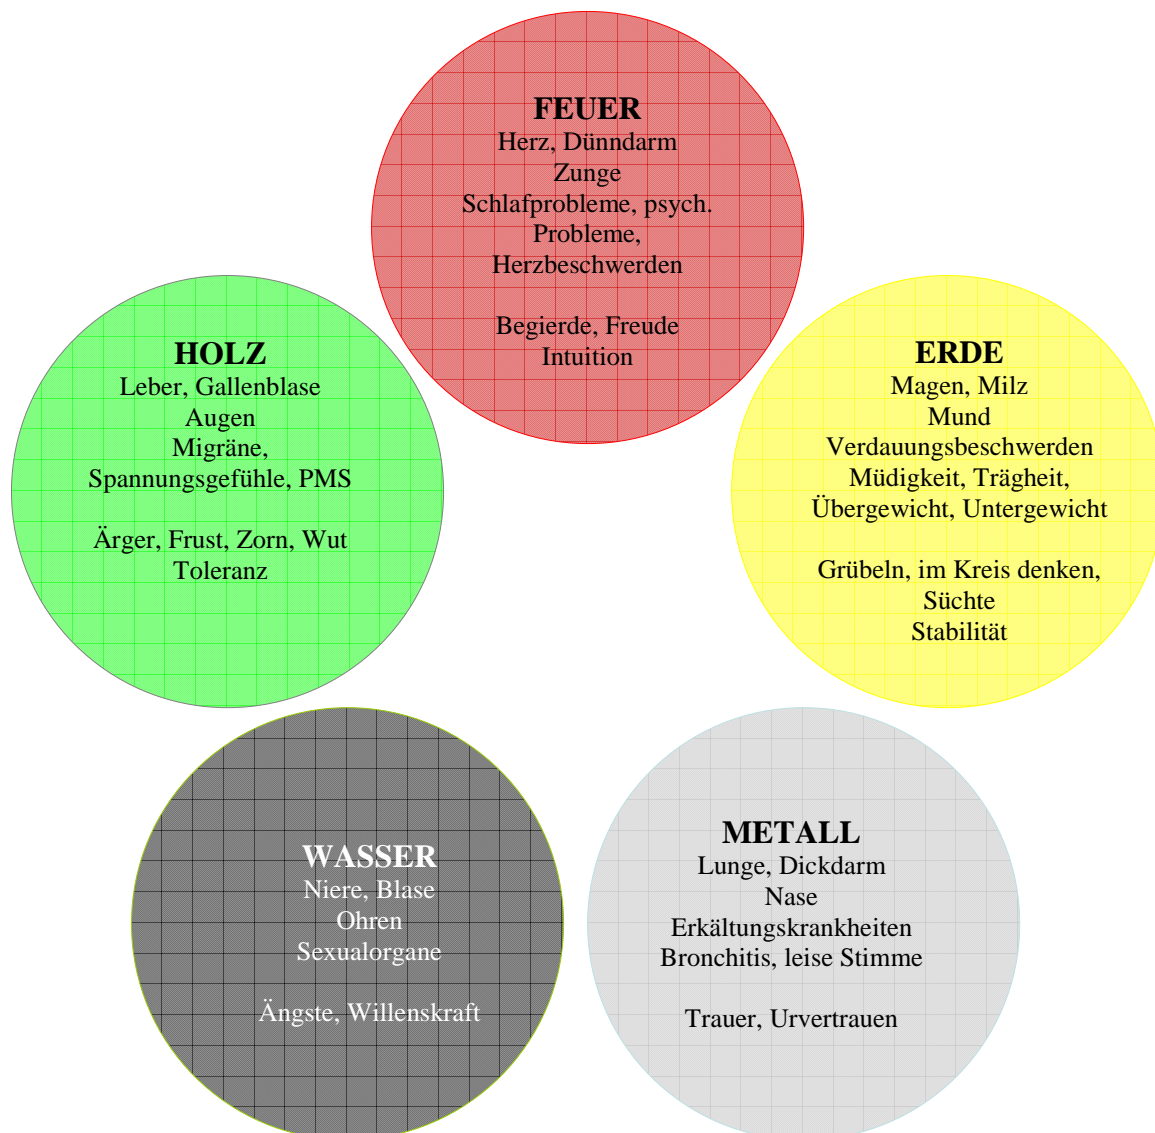 FEUER
Herz, Dünndarm
Zunge
Schlafprobleme, psych.
Probleme,
Herzbeschwerden
Begierde, Freude
Intuition
HOLZ
Leber, Gallenblase
Augen
Migräne,
Spannungsgefühle, PMS
Ärger, Frust, Zorn, Wut
Toleranz
ERDE
Magen, Milz
Mund
Verdauungsbeschwerden
Müdigkeit, Trägheit,
Übergewicht, Untergewicht
Grübeln, im Kreis denken,
Süchte
Stabilität
WASSER
Niere, Blase
Ohren
Sexualorgane
Ängste, Willenskraft
METALL
Lunge, Dickdarm
Nase
Erkältungskrankheiten
Bronchitis, leise Stimme
Trauer, Urvertrauen